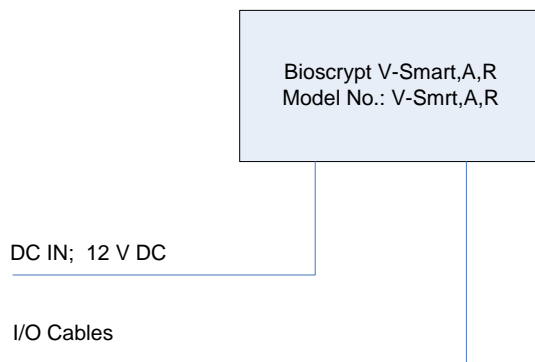 Bioscrypt V-Smart,A,R
Model No.: V-Smrt,A,R
DC IN;  12 V DC
I/O Cables